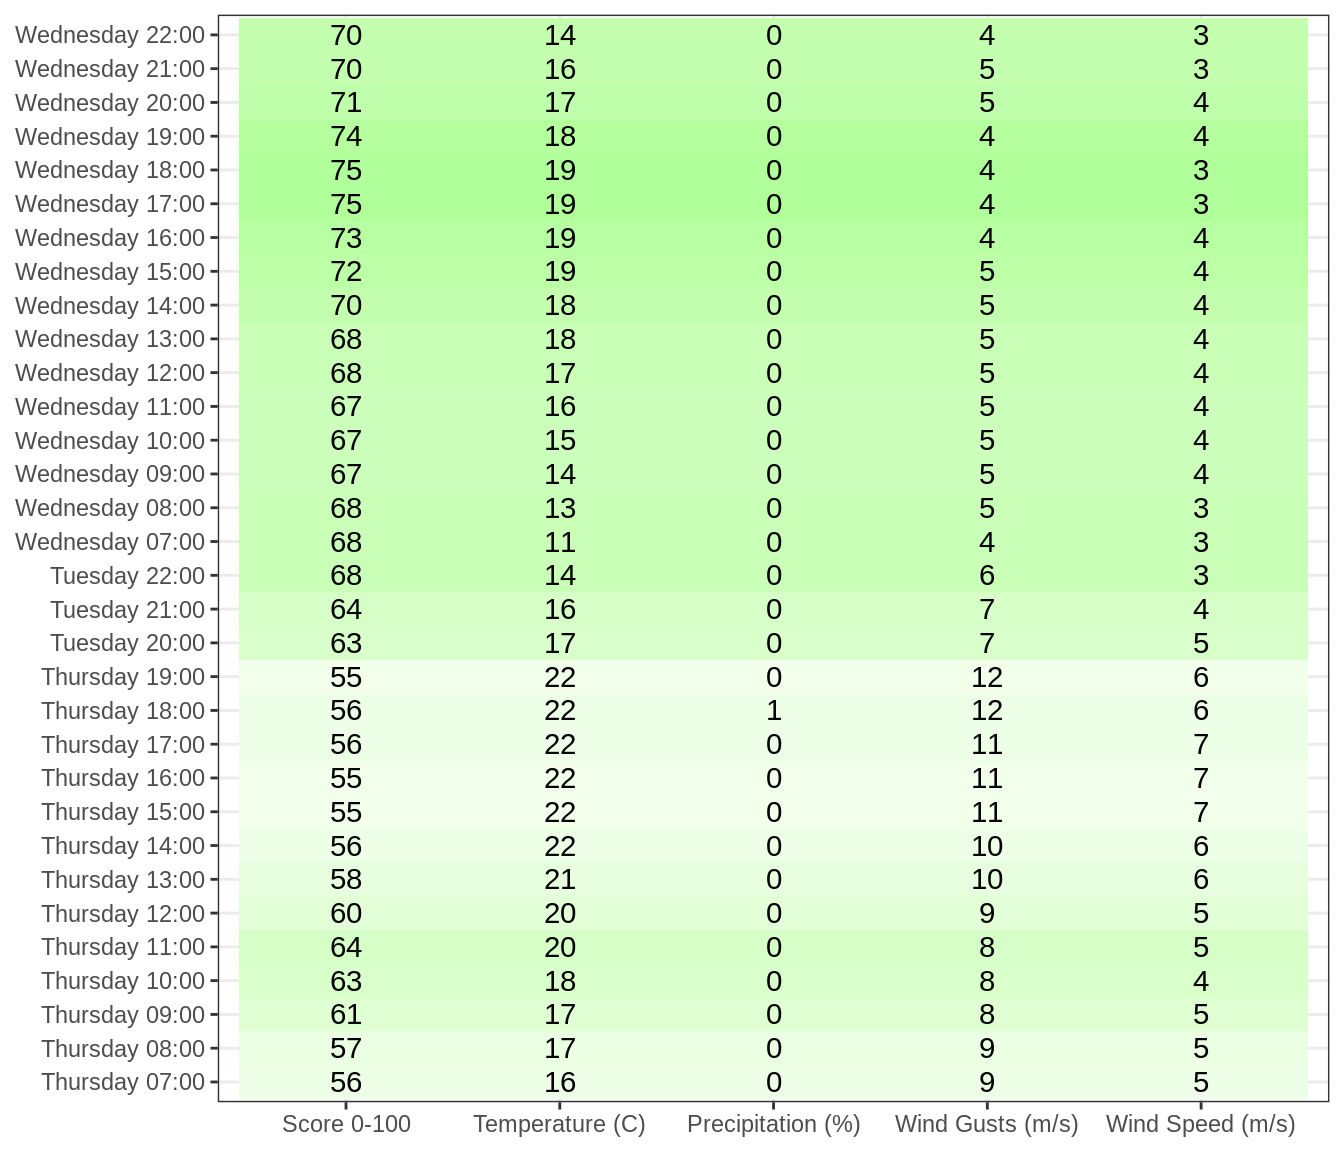 Wednesday 22:00 70 14 0 4 3
Wednesday 21:00 70 16 0 5 3
Wednesday 20:00 71 17 0 5 4
Wednesday 19:00 74 18 0 4 4
Wednesday 18:00 75 19 0 4 3
Wednesday 17:00 75 19 0 4 3
Wednesday 16:00 73 19 0 4 4
Wednesday 15:00 72 19 0 5 4
Wednesday 14:00 70 18 0 5 4
Wednesday 13:00 68 18 0 5 4
Wednesday 12:00 68 17 0 5 4
Wednesday 11:00 67 16 0 5 4
Wednesday 10:00 67 15 0 5 4
Wednesday 09:00 67 14 0 5 4
Wednesday 08:00 68 13 0 5 3
Wednesday 07:00 68 11 0 4 3
Tuesday 22:00 68 14 0 6 3
Tuesday 21:00 64 16 0 7 4
Tuesday 20:00 63 17 0 7 5
Thursday 19:00 55 22 0 12 6
Thursday 18:00 56 22 1 12 6
Thursday 17:00 56 22 0 11 7
Thursday 16:00 55 22 0 11 7
Thursday 15:00 55 22 0 11 7
Thursday 14:00 56 22 0 10 6
Thursday 13:00 58 21 0 10 6
Thursday 12:00 60 20 0 9 5
Thursday 11:00 64 20 0 8 5
Thursday 10:00 63 18 0 8 4
Thursday 09:00 61 17 0 8 5
Thursday 08:00 57 17 0 9 5
Thursday 07:00 56 16 0 9 5
Score 0-100 Temperature (C) Precipitation (%) Wind Gusts (m/s) Wind Speed (m/s)